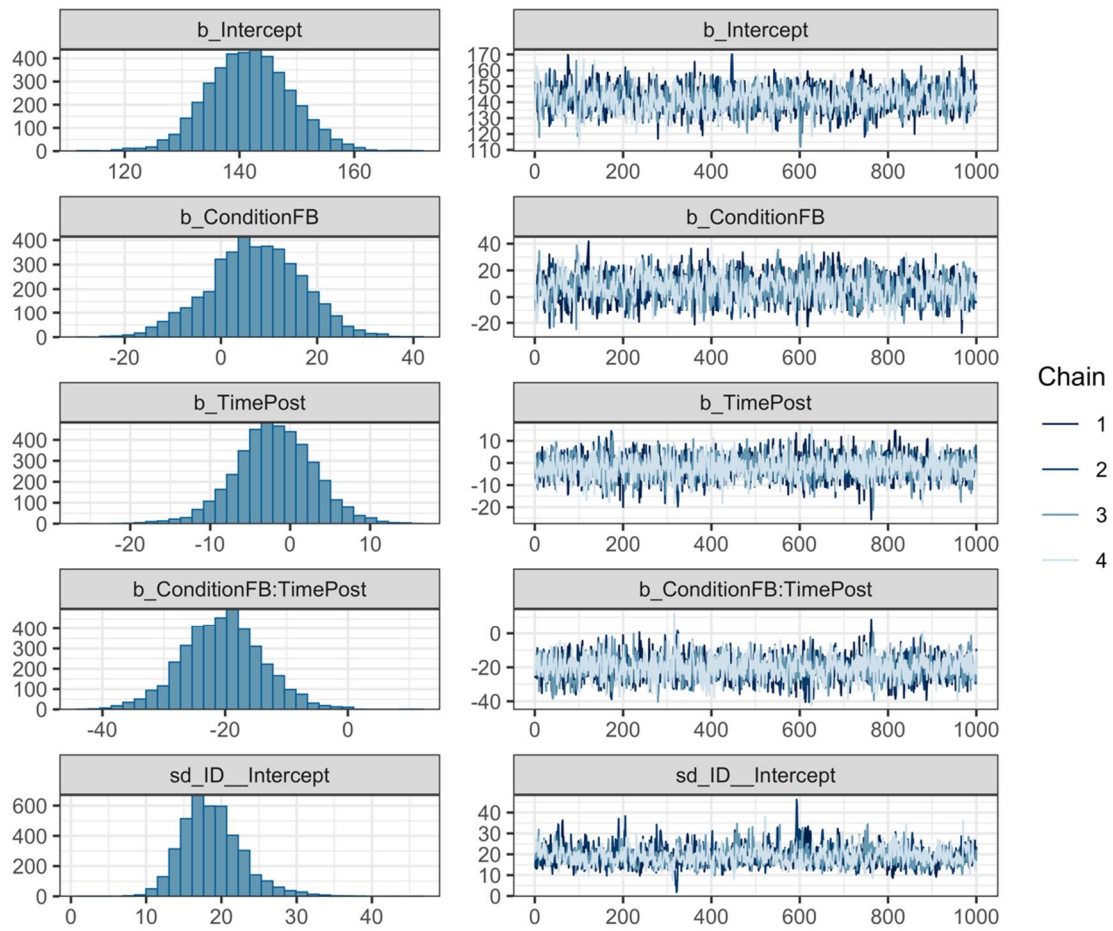 b_Intercept
400
300
200
100
0
120 140 160
b_Intercept
170
160
150
140
130
120
110
0 200 400 600 800 1000
b_ConditionFB
400
300
200
100
0
-20 0 20 40
b_ConditionFB
40
20
0
-20
0 200 400 600 800 1000
b_TimePost
400
300
200
100
0
-20 -10 0 10
b_TimePost
10
0
-10
-20
0 200 400 600 800 1000
b_ConditionFB:TimePost
400
300
200
100
0
-40 -20 0
b_ConditionFB:TimePost
0
-20
-40
0 200 400 600 800 1000
sd_ID__Intercept
600
400
200
0
0 10 20 30 40
sd_ID__Intercept
40
30
20
10
0
0 200 400 600 800 1000
Chain
1
2
3
4